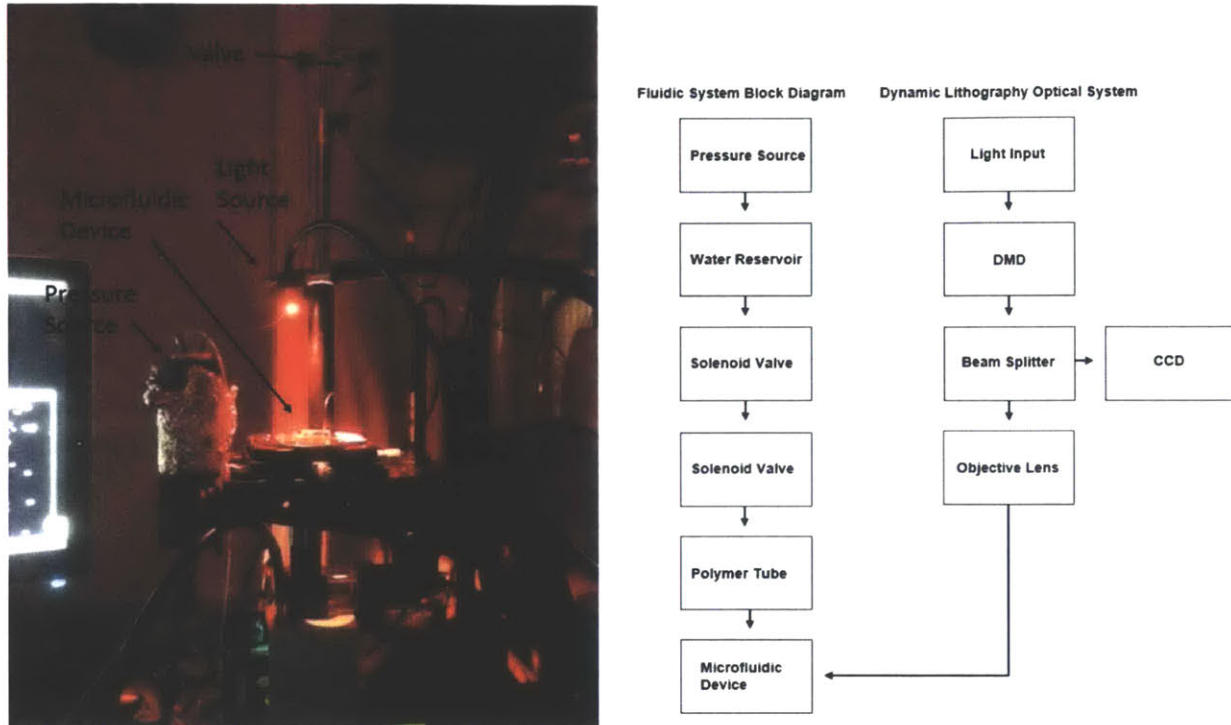 Valve
Light
Source
Microfluidic
Device
Pressure
Source
Fluidic System Block Diagram
Pressure Source
Water Reservoir
Solenoid Valve
Solenoid Valve
Polymer Tube
Microfluidic
Device
Dynamic Lithography Optical System
Light Input
DMD
Beam Splitter
CCD
Objective Lens